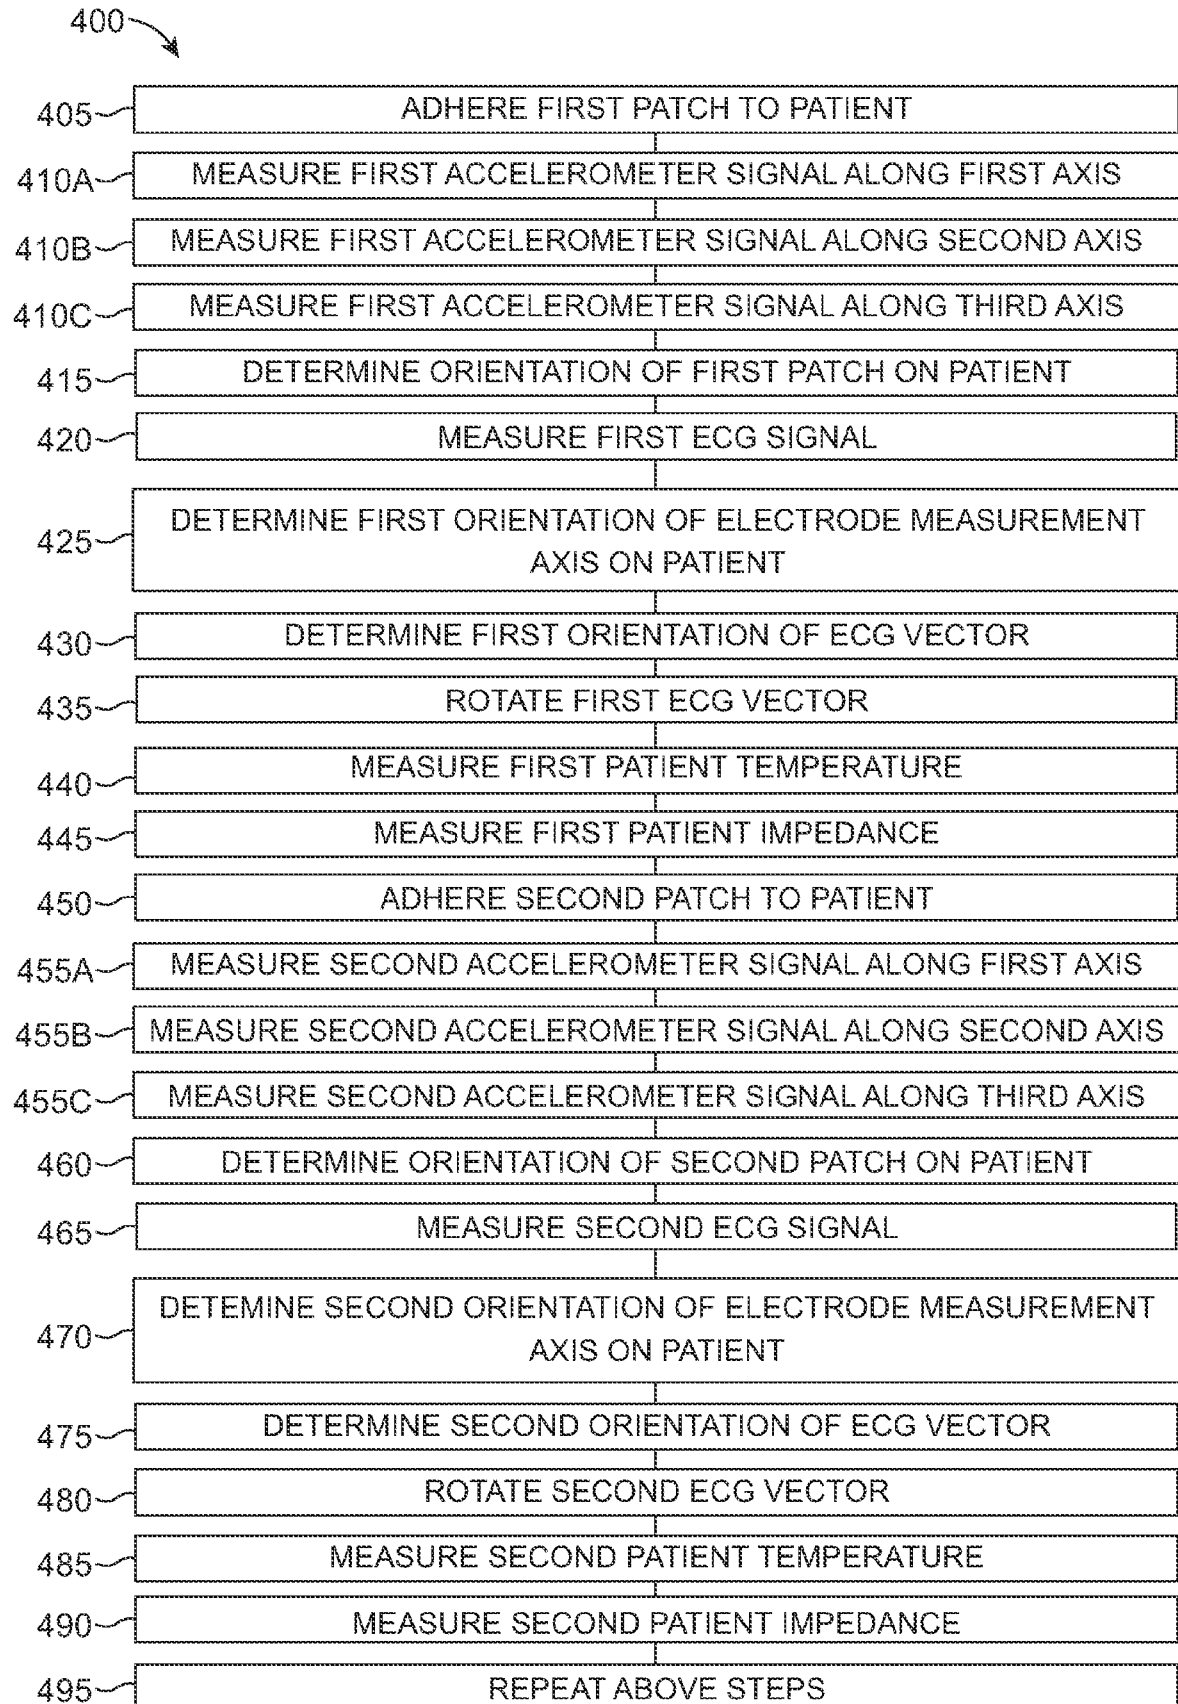 400
405 ADHERE FIRST PATCH TO PATIENT
410A MEASURE FIRST ACCELEROMETER SIGNAL ALONG FIRST AXIS
410B MEASURE FIRST ACCELEROMETER SIGNAL ALONG SECOND AXIS
410C MEASURE FIRST ACCELEROMETER SIGNAL ALONG THIRD AXIS
415 DETERMINE ORIENTATION OF FIRST PATCH ON PATIENT
420 MEASURE FIRST ECG SIGNAL
425 DETERMINE FIRST ORIENTATION OF ELECTRODE MEASUREMENT
AXIS ON PATIENT
430 DETERMINE FIRST ORIENTATION OF ECG VECTOR
435 ROTATE FIRST ECG VECTOR
440 MEASURE FIRST PATIENT TEMPERATURE
445 MEASURE FIRST PATIENT IMPEDANCE
450 ADHERE SECOND PATCH TO PATIENT
455A MEASURE SECOND ACCELEROMETER SIGNAL ALONG FIRST AXIS
455B MEASURE SECOND ACCELEROMETER SIGNAL ALONG SECOND AXIS
455C MEASURE SECOND ACCELEROMETER SIGNAL ALONG THIRD AXIS
460 DETERMINE ORIENTATION OF SECOND PATCH ON PATIENT
465 MEASURE SECOND ECG SIGNAL
470 DETEMINE SECOND ORIENTATION OF ELECTRODE MEASUREMENT
AXIS ON PATIENT
475 DETERMINE SECOND ORIENTATION OF ECG VECTOR
480 ROTATE SECOND ECG VECTOR
485 MEASURE SECOND PATIENT TEMPERATURE
490 MEASURE SECOND PATIENT IMPEDANCE
495 REPEAT ABOVE STEPS